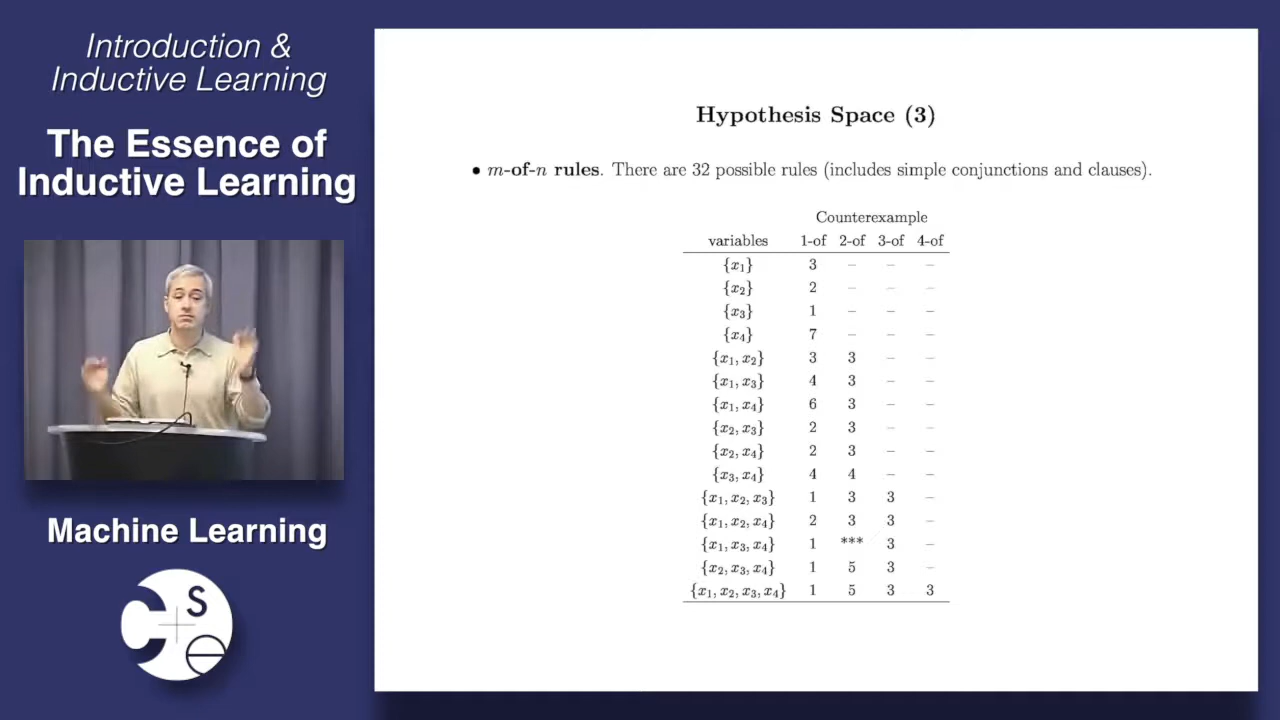 Introduction &
Inductive Learning
The Essence of
Inductive Learning
Machine Learning
C S e
Hypothesis Space (3)
• m-of-n rules. There are 32 possible rules (includes simple conjunctions and clauses).
Counterexample
variables 1-of 2-of 3-of 4-of
{x₁} 3 – – –
{x₂} 2 – – –
{x₃} 1 – – –
{x₄} 7 – – –
{x₁, x₂} 3 3 – –
{x₁, x₃} 4 3 – –
{x₁, x₄} 6 3 – –
{x₂, x₃} 2 3 – –
{x₂, x₄} 2 3 – –
{x₃, x₄} 4 4 – –
{x₁, x₂, x₃} 1 3 3 –
{x₁, x₂, x₄} 2 3 3 –
{x₁, x₃, x₄} 1 *** 3 –
{x₂, x₃, x₄} 1 5 3 –
{x₁, x₂, x₃, x₄} 1 5 3 3